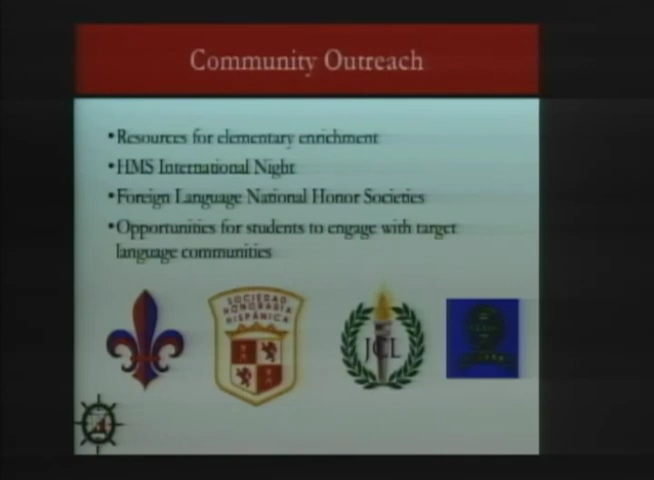 Community Outreach
•Resources for elementary enrichment
•HMS International Night
•Foreign Language National Honor Societies
•Opportunities for students to engage with target
language communities
SOCIEDAD
HONORARIA
HISPÁNICA
JCL